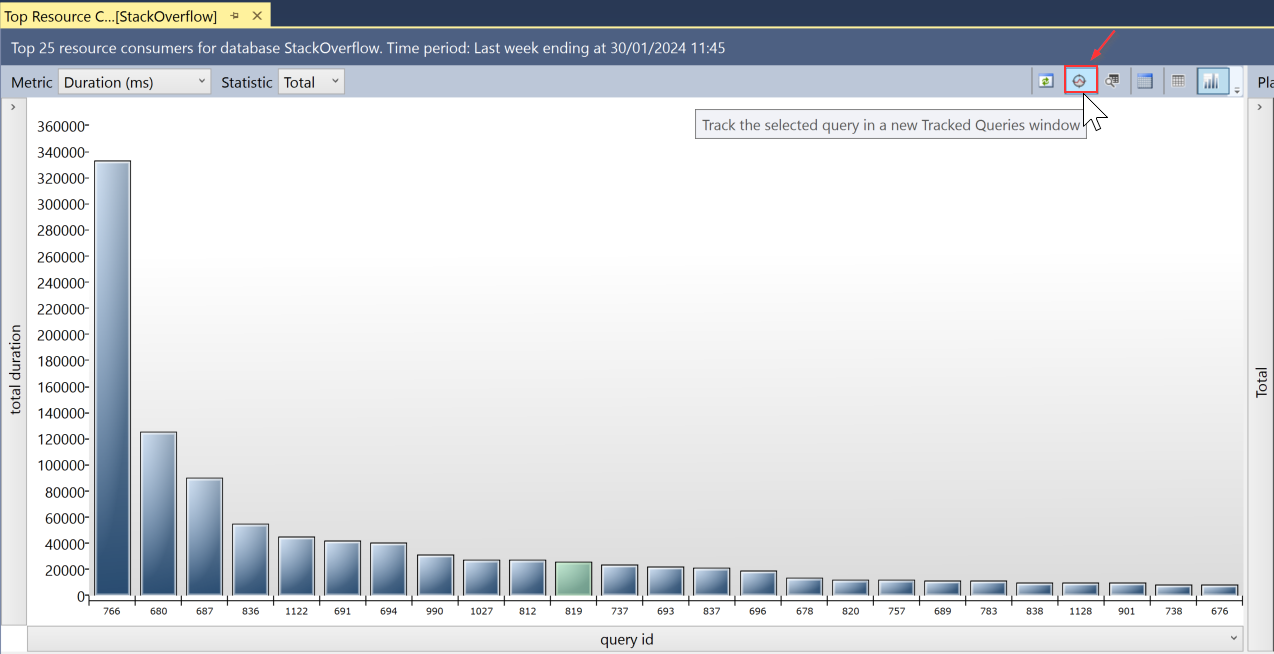 Top Resource C...[StackOverflow]
Top 25 resource consumers for database StackOverflow. Time period: Last week ending at 30/01/2024 11:45
Metric Duration (ms) Statistic Total Pla
Track the selected query in a new Tracked Queries window
total duration
360000
340000
320000
300000
280000
260000
240000
220000
200000
180000
160000
140000
120000
100000
80000
60000
40000
20000
0
766 680 687 836 1122 691 694 990 1027 812 819 737 693 837 696 678 820 757 689 783 838 1128 901 738 676
query id
Total